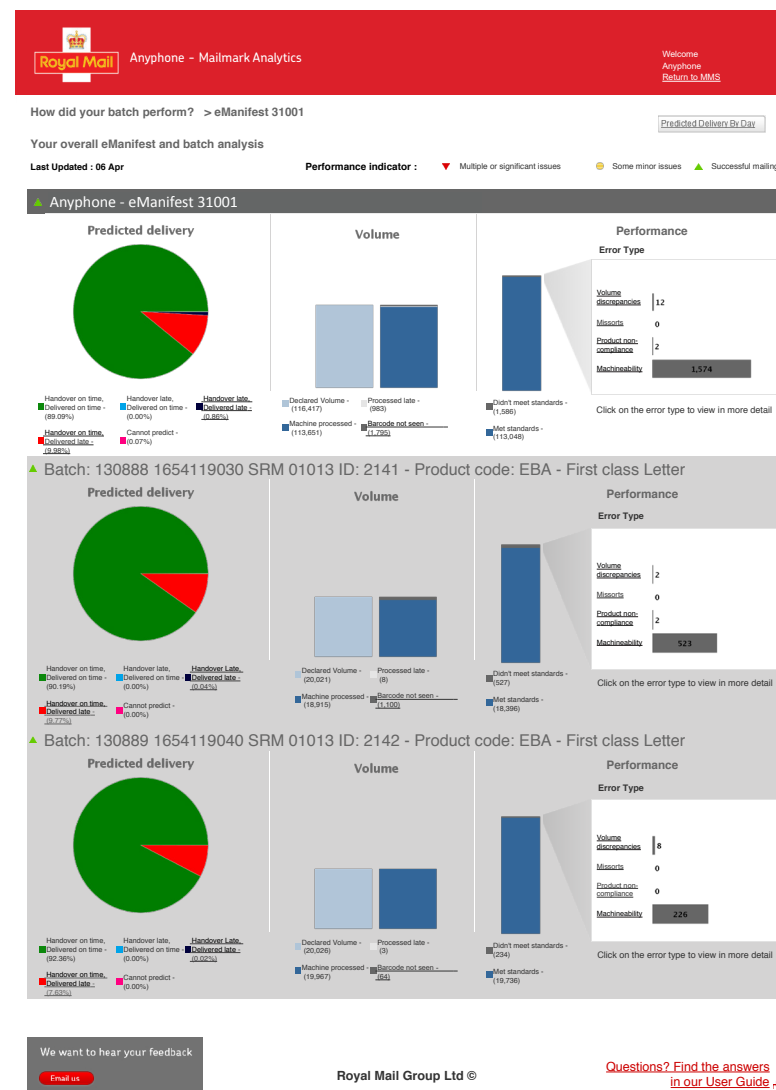 Royal Mail
Anyphone - Mailmark Analytics
Welcome
Anyphone
Return to MMS
How did your batch perform? > eManifest 31001
Predicted Delivery By Day
Your overall eManifest and batch analysis
Last Updated : 06 Apr
Performance indicator :
Multiple or significant issues
Some minor issues
Successful mailing
Anyphone - eManifest 31001
Predicted delivery
Handover on time,
Delivered on time -
(89.09%)
Handover late,
Delivered on time -
(0.00%)
Handover late,
Delivered late -
(0.86%)
Handover on time,
Delivered late -
(9.98%)
Cannot predict -
(0.07%)
Volume
Declared Volume -
(116,417)
Processed late -
(983)
Machine processed -
(113,651)
Barcode not seen -
(1,795)
Performance
Error Type
Volume
discrepancies
12
Missorts
0
Product non-
compliance
2
Machineability
1,574
Didn't meet standards -
(1,586)
Met standards -
(113,048)
Click on the error type to view in more detail
Batch: 130888 1654119030 SRM 01013 ID: 2141 - Product code: EBA - First class Letter
Predicted delivery
Handover on time,
Delivered on time -
(90.19%)
Handover late,
Delivered on time -
(0.00%)
Handover Late,
Delivered late -
(0.04%)
Handover on time,
Delivered late -
(9.77%)
Cannot predict -
(0.00%)
Volume
Declared Volume -
(20,021)
Processed late -
(8)
Machine processed -
(18,915)
Barcode not seen -
(1,100)
Performance
Error Type
Volume
discrepancies
2
Missorts
0
Product non-
compliance
2
Machineability
523
Didn't meet standards -
(527)
Met standards -
(18,396)
Click on the error type to view in more detail
Batch: 130889 1654119040 SRM 01013 ID: 2142 - Product code: EBA - First class Letter
Predicted delivery
Handover on time,
Delivered on time -
(92.36%)
Handover late,
Delivered on time -
(0.00%)
Handover Late,
Delivered late -
(0.02%)
Handover on time,
Delivered late -
(7.63%)
Cannot predict -
(0.00%)
Volume
Declared Volume -
(20,026)
Processed late -
(3)
Machine processed -
(19,967)
Barcode not seen -
(64)
Performance
Error Type
Volume
discrepancies
8
Missorts
0
Product non-
compliance
0
Machineability
226
Didn't meet standards -
(234)
Met standards -
(19,736)
Click on the error type to view in more detail
We want to hear your feedback
Email us
Royal Mail Group Ltd ©
Questions? Find the answers
in our User Guide